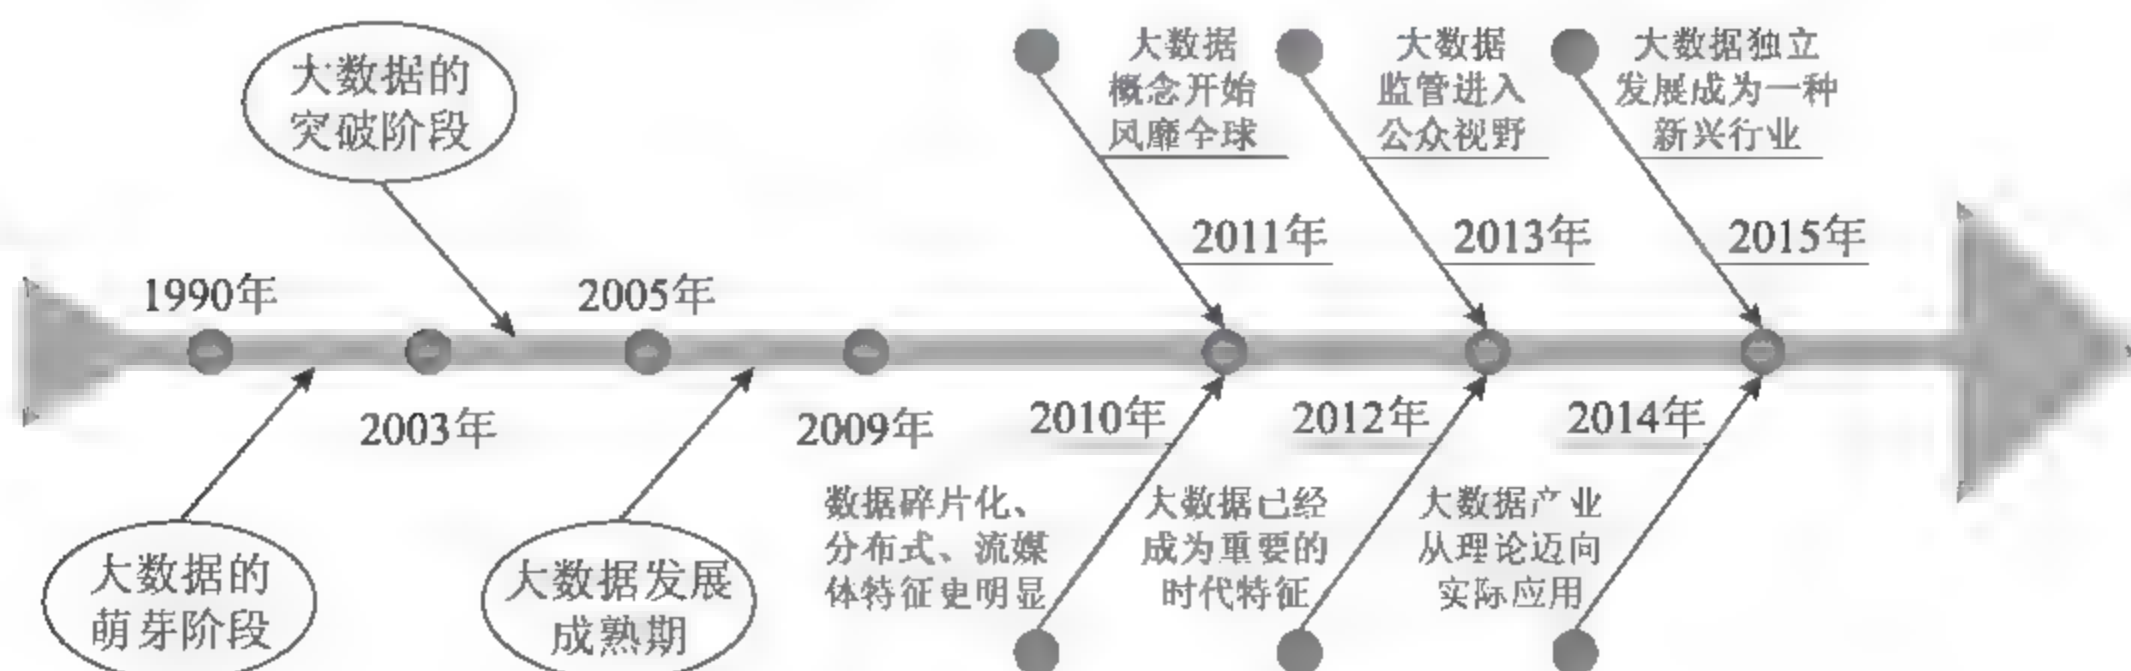 大数据的
突破阶段
大数据
概念开始
风靡全球
大数据
监管进入
公众视野
大数据独立
发展成为一种
新兴行业
2011年
2013年
2015年
1990年
2005年
2003年
2009年
2010年
2012年
2014年
大数据的
萌芽阶段
大数据发展
成熟期
数据碎片化、
分布式、流媒
体特征更明显
大数据已经
成为重要的
时代特征
大数据产业
从理论迈向
实际应用